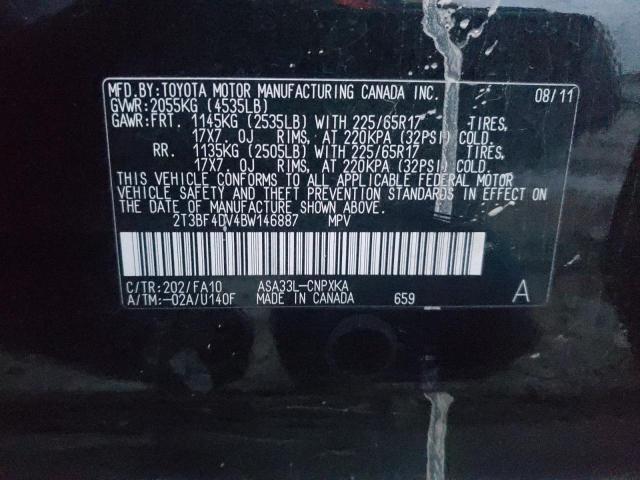 MFD.BY:TOYOTA MOTOR MANUFACTURING CANADA INC. 08/11
GVWR:2055KG (4535LB)
GAWR:FRT. 1145KG (2535LB) WITH 225/65R17 TIRES,
17X7 OJ RIMS, AT 220KPA (32PSI) COLD
RR. 1135KG (2505LB) WITH 225/65R17 TIRES,
17X7 OJ RIMS, AT 220KPA (32PSI) COLD.
THIS VEHICLE CONFORMS TO ALL APPLICABLE FEDERAL MOTOR
VEHICLE SAFETY AND THEFT PREVENTION STANDARDS IN EFFECT ON
THE DATE OF MANUFACTURE SHOWN ABOVE.
2T3BF4DV4BW146887 MPV
C/TR:202/FA10 ASA33L-CNPXKA
A/TM:-02A/U140F MADE IN CANADA 659 A